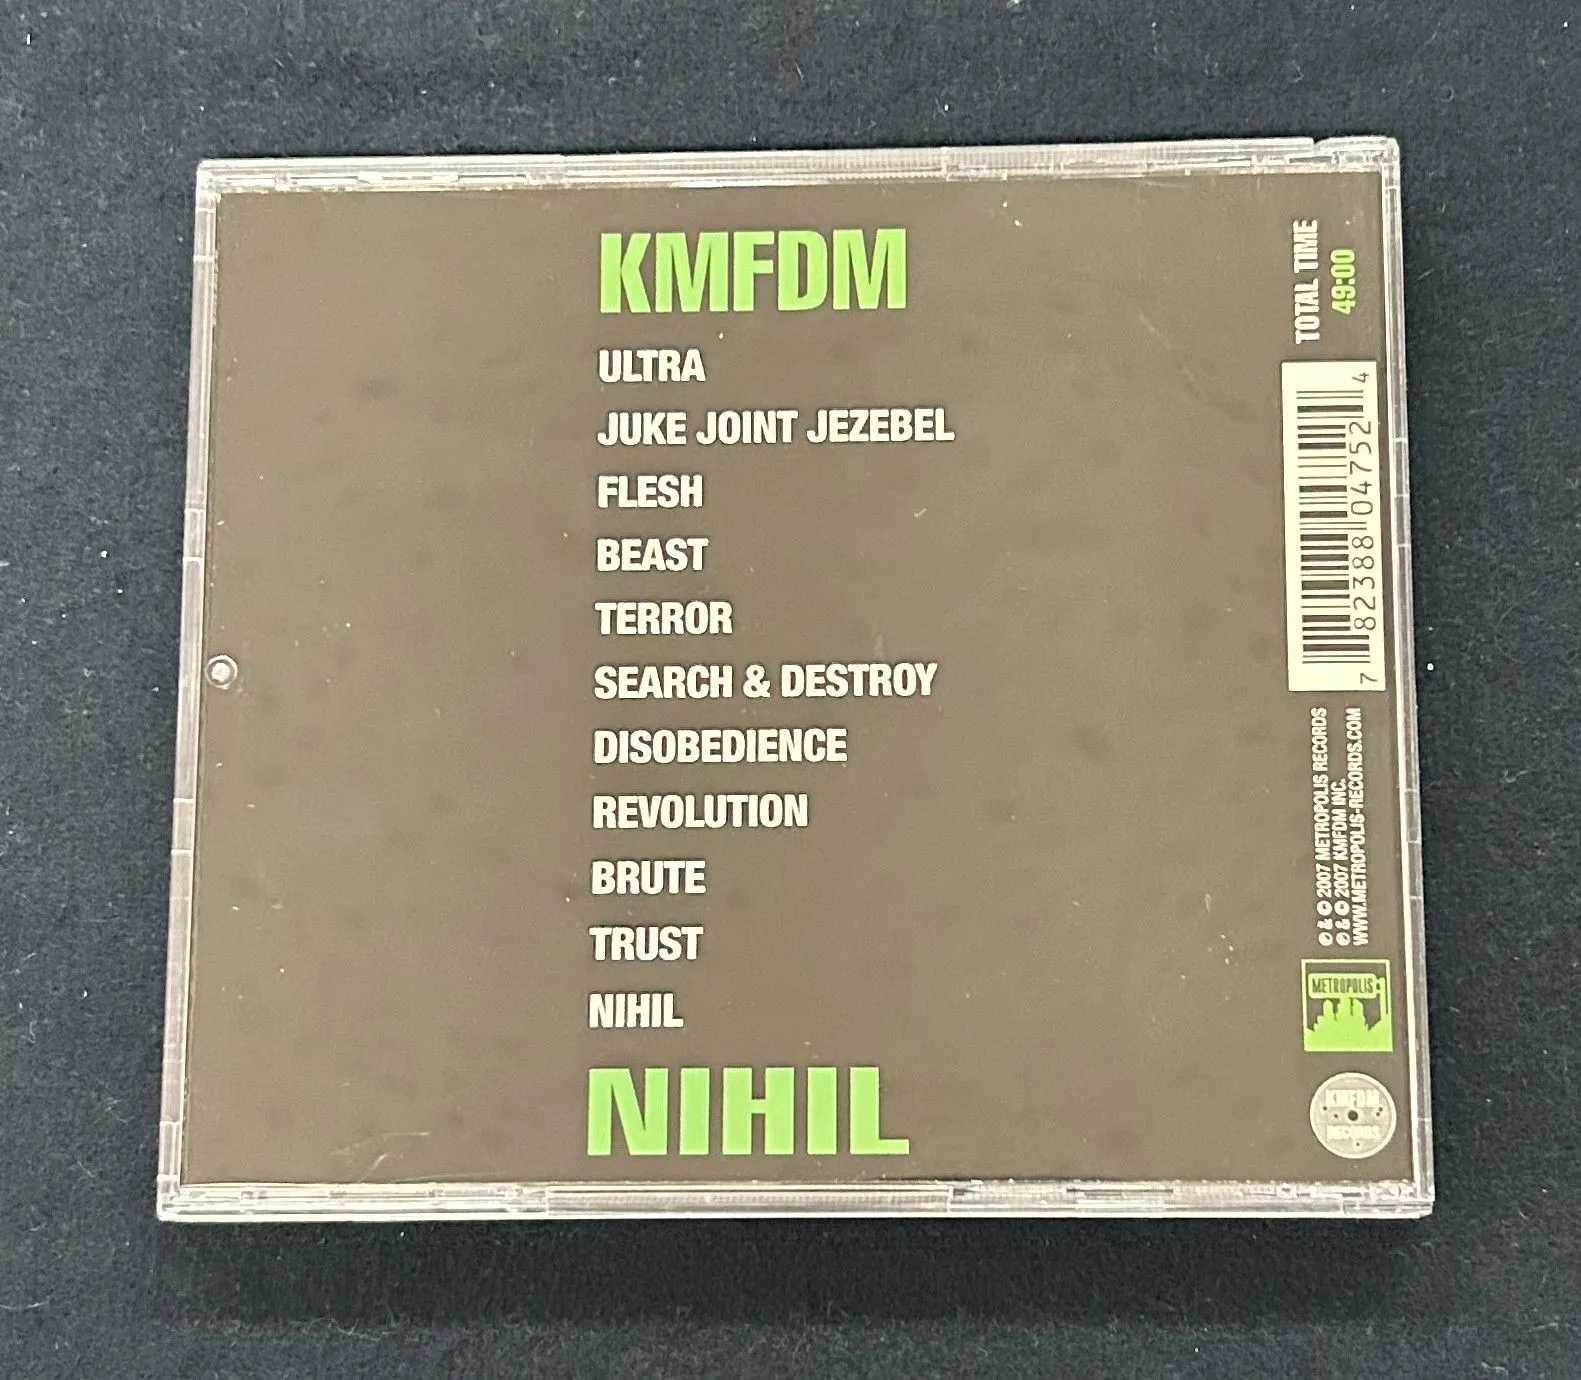 KMFDM
ULTRA
JUKE JOINT JEZEBEL
FLESH
BEAST
TERROR
SEARCH & DESTROY
DISOBEDIENCE
REVOLUTION
BRUTE
TRUST
NIHIL
NIHIL
TOTAL TIME
49:00
7 82388 04752 4
℗ & © 2007 METROPOLIS RECORDS
℗ & © 2007 KMFDM INC.
WWW.METROPOLIS-RECORDS.COM
METROPOLIS
KMFDM
RECORDS